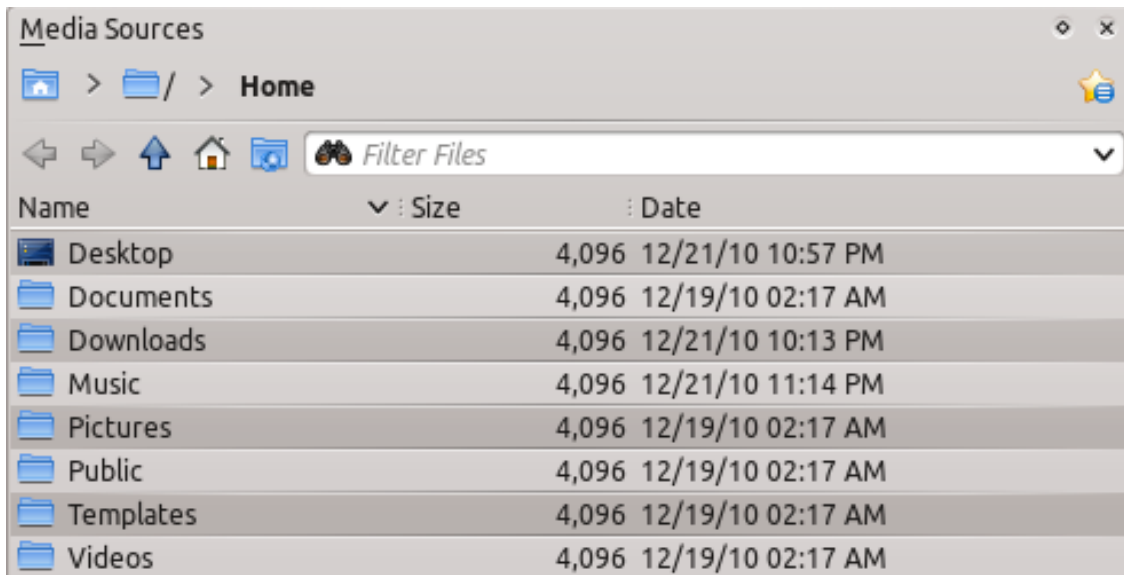 Media Sources
> / > Home
Filter Files
Name Size Date
Desktop 4,096 12/21/10 10:57 PM
Documents 4,096 12/19/10 02:17 AM
Downloads 4,096 12/21/10 10:13 PM
Music 4,096 12/21/10 11:14 PM
Pictures 4,096 12/19/10 02:17 AM
Public 4,096 12/19/10 02:17 AM
Templates 4,096 12/19/10 02:17 AM
Videos 4,096 12/19/10 02:17 AM